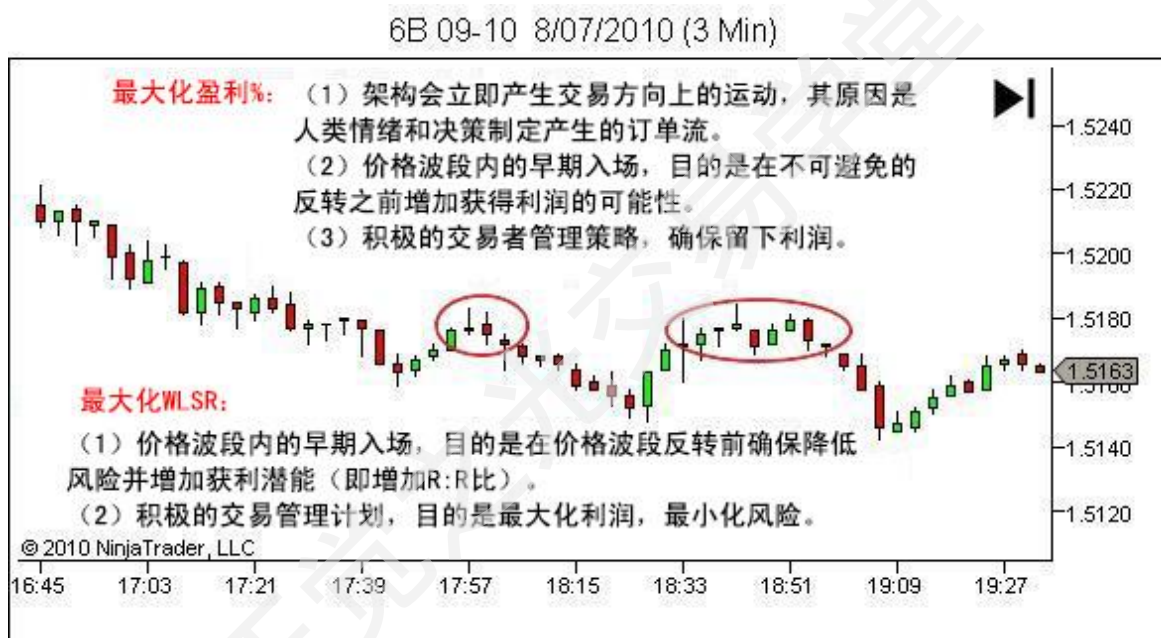 6B 09-10 8/07/2010 (3 Min)
最大化盈利%: （1）架构会立即产生交易方向上的运动，其原因是
人类情绪和决策制定产生的订单流。
（2）价格波段内的早期入场，目的是在不可避免的
反转之前增加获得利润的可能性。
（3）积极的交易者管理策略，确保留下利润。
最大化WLSR:
（1）价格波段内的早期入场，目的是在价格波段反转前确保降低
风险并增加获利潜能（即增加R:R比）。
（2）积极的交易管理计划，目的是最大化利润，最小化风险。
© 2010 NinjaTrader, LLC
1.5240
1.5220
1.5200
1.5180
1.5163
1.5160
1.5140
1.5120
16:45 17:03 17:21 17:39 17:57 18:15 18:33 18:51 19:09 19:27